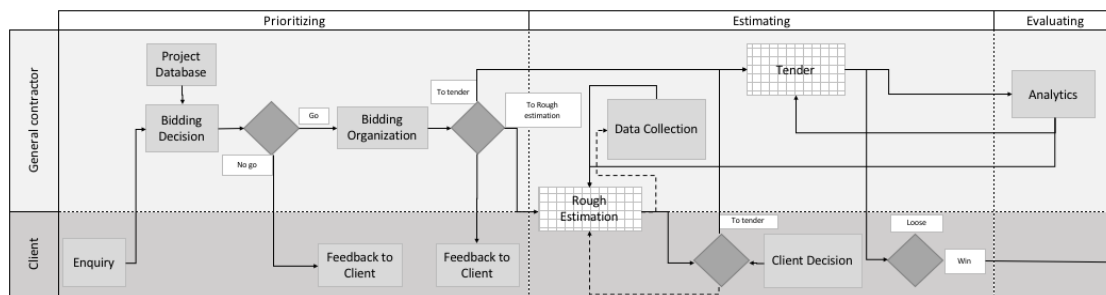 Prioritizing
Estimating
Evaluating
General contractor
Project
Database
Bidding
Decision
Go
No go
Bidding
Organization
To tender
To Rough
estimation
Data Collection
Tender
Analytics
Rough
Estimation
Client
Enquiry
Feedback to
Client
Feedback to
Client
To tender
Client Decision
Loose
Win